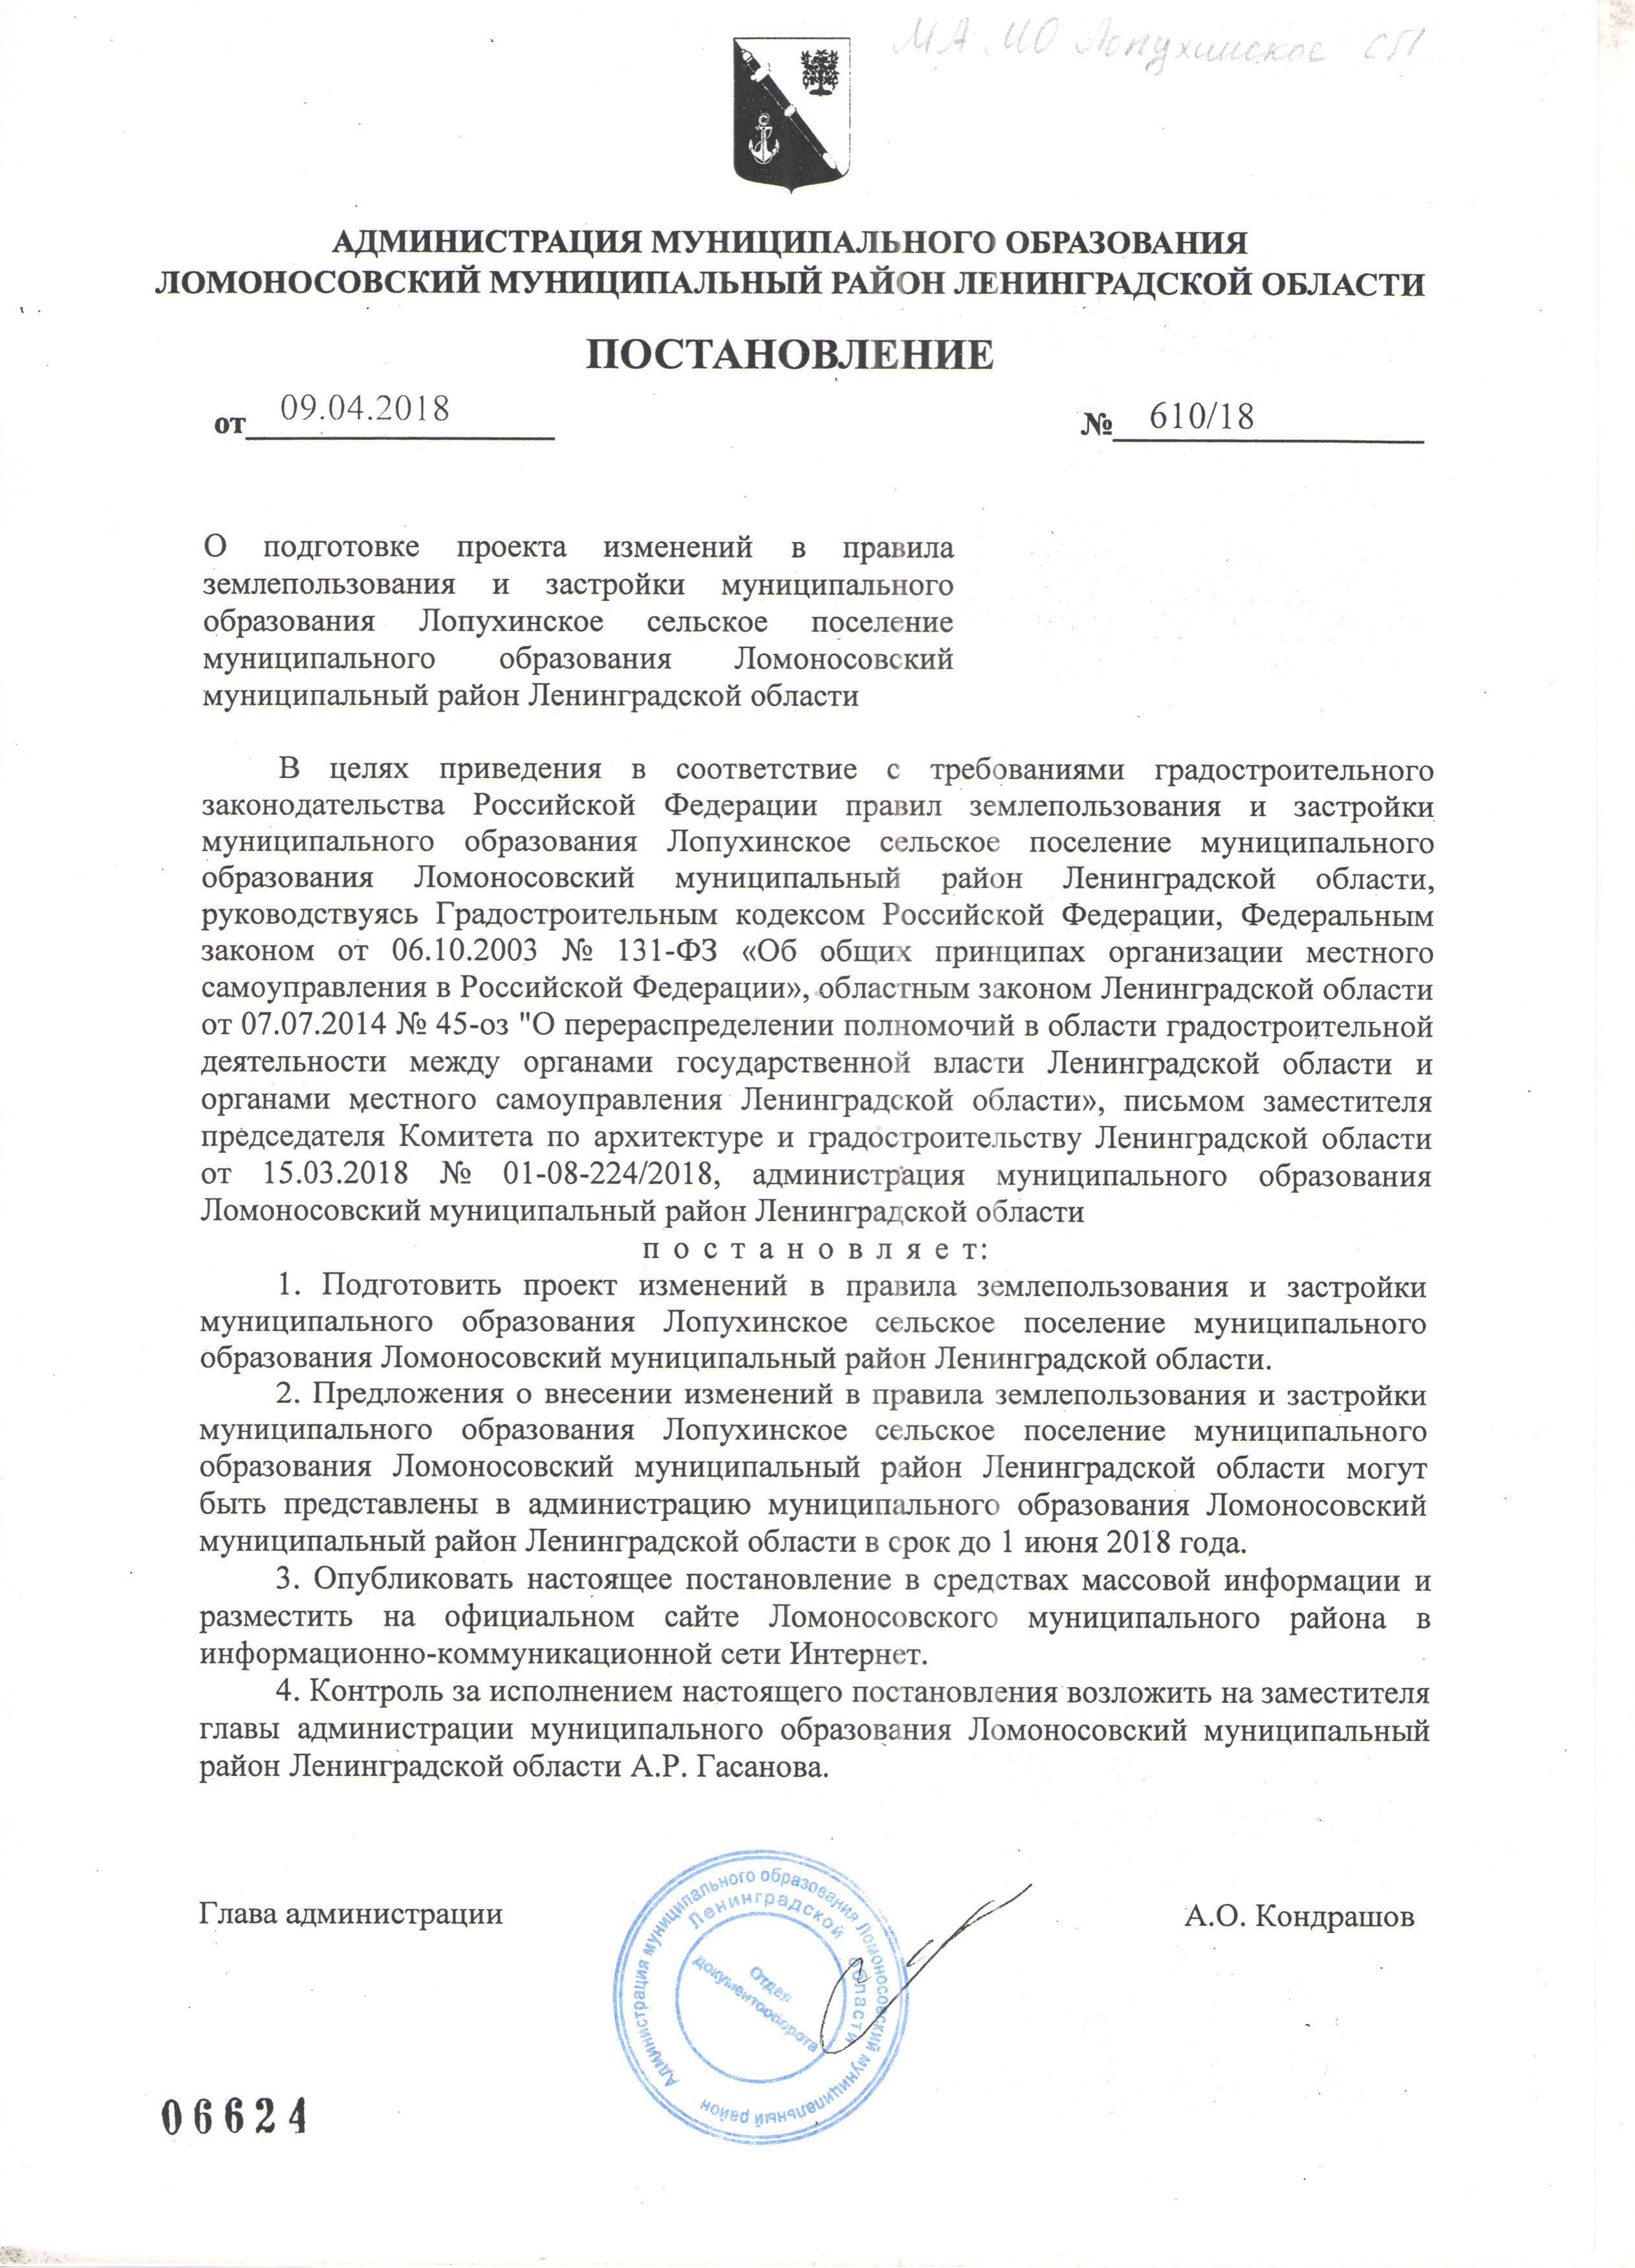 МА МО Лопухинское СП
АДМИНИСТРАЦИЯ МУНИЦИПАЛЬНОГО ОБРАЗОВАНИЯ
ЛОМОНОСОВСКИЙ МУНИЦИПАЛЬНЫЙ РАЙОН ЛЕНИНГРАДСКОЙ ОБЛАСТИ
ПОСТАНОВЛЕНИЕ
от 09.04.2018 № 610/18
О подготовке проекта изменений в правила
землепользования и застройки муниципального
образования Лопухинское сельское поселение
муниципального образования Ломоносовский
муниципальный район Ленинградской области
В целях приведения в соответствие с требованиями градостроительного
законодательства Российской Федерации правил землепользования и застройки
муниципального образования Лопухинское сельское поселение муниципального
образования Ломоносовский муниципальный район Ленинградской области,
руководствуясь Градостроительным кодексом Российской Федерации, Федеральным
законом от 06.10.2003 № 131-ФЗ «Об общих принципах организации местного
самоуправления в Российской Федерации», областным законом Ленинградской области
от 07.07.2014 № 45-оз "О перераспределении полномочий в области градостроительной
деятельности между органами государственной власти Ленинградской области и
органами местного самоуправления Ленинградской области», письмом заместителя
председателя Комитета по архитектуре и градостроительству Ленинградской области
от 15.03.2018 № 01-08-224/2018, администрация муниципального образования
Ломоносовский муниципальный район Ленинградской области
п о с т а н о в л я е т:
1. Подготовить проект изменений в правила землепользования и застройки
муниципального образования Лопухинское сельское поселение муниципального
образования Ломоносовский муниципальный район Ленинградской области.
2. Предложения о внесении изменений в правила землепользования и застройки
муниципального образования Лопухинское сельское поселение муниципального
образования Ломоносовский муниципальный район Ленинградской области могут
быть представлены в администрацию муниципального образования Ломоносовский
муниципальный район Ленинградской области в срок до 1 июня 2018 года.
3. Опубликовать настоящее постановление в средствах массовой информации и
разместить на официальном сайте Ломоносовского муниципального района в
информационно-коммуникационной сети Интернет.
4. Контроль за исполнением настоящего постановления возложить на заместителя
главы администрации муниципального образования Ломоносовский муниципальный
район Ленинградской области А.Р. Гасанова.
Глава администрации А.О. Кондрашов
Администрация муниципального образования Ломоносовский муниципальный район
Ленинградской области
Отдел
документооборота
06624